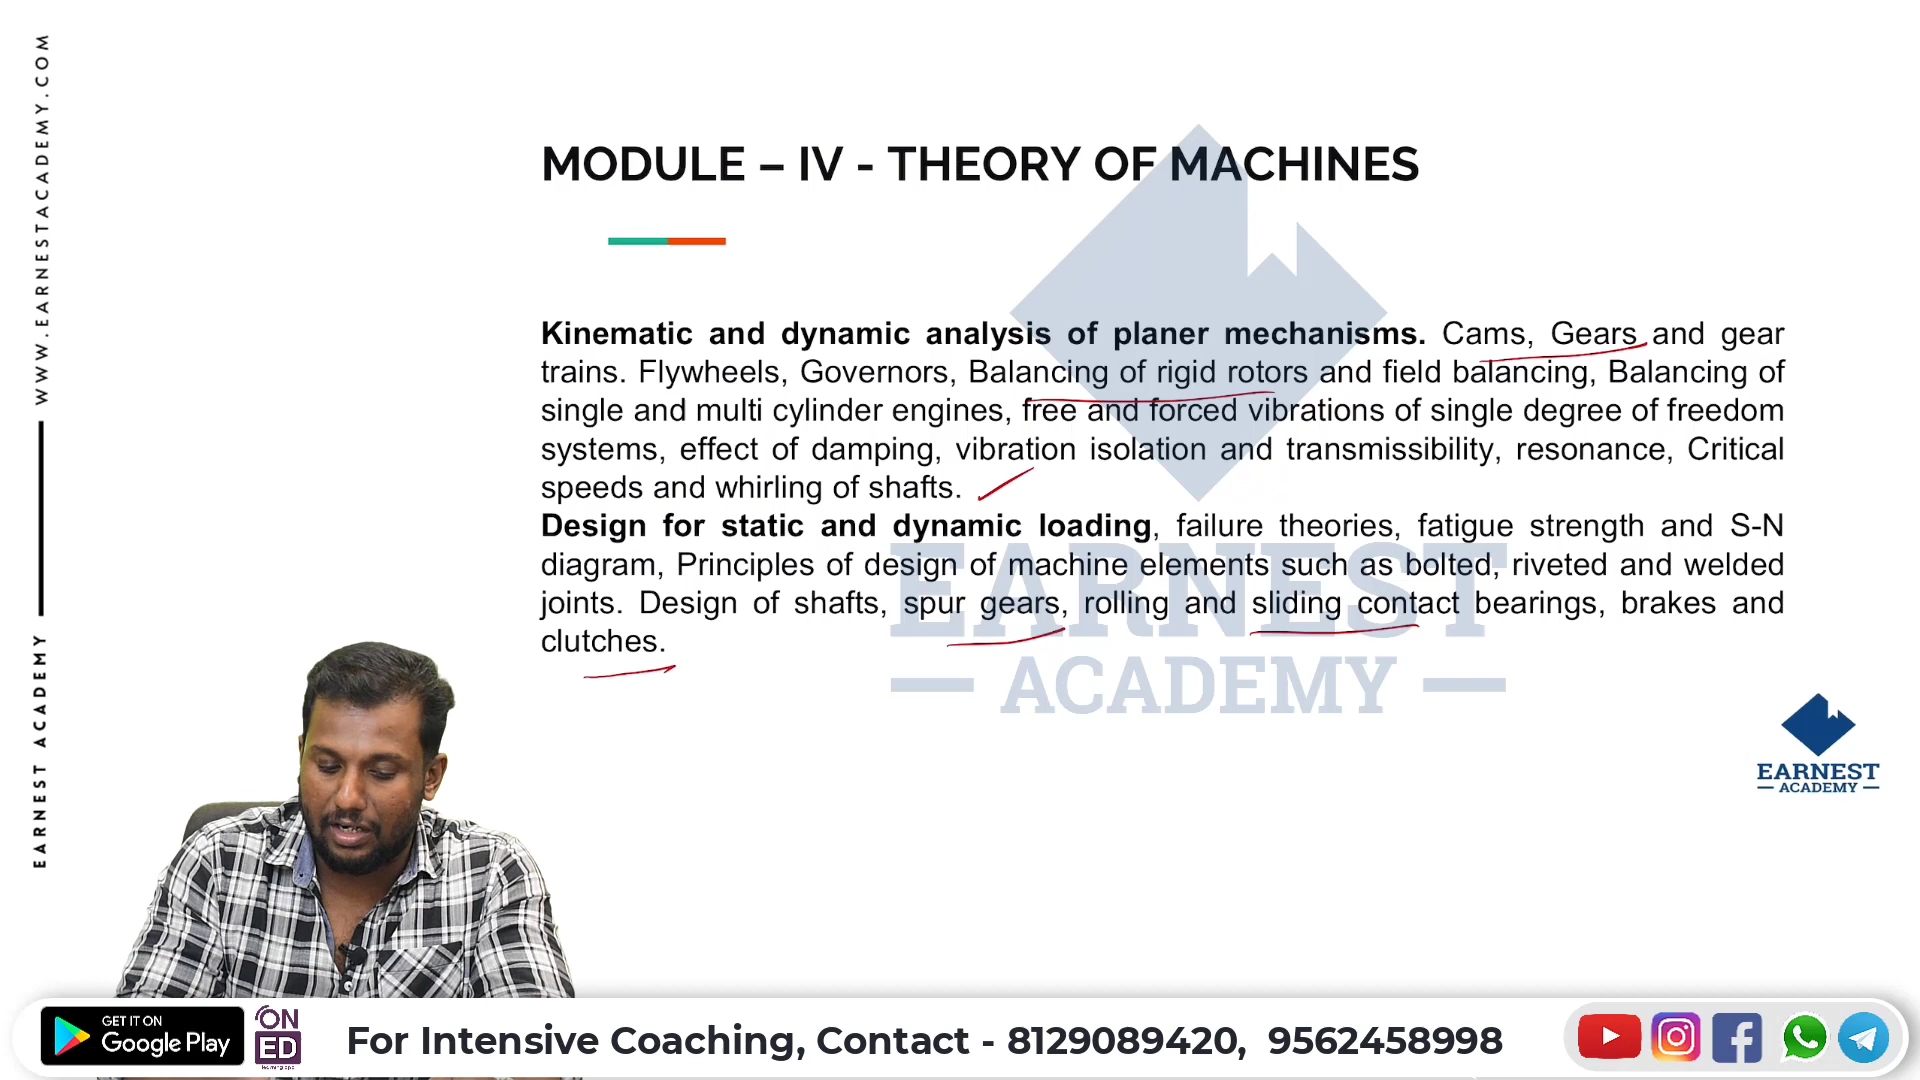 WWW.EARNESTACADEMY.COM
EARNEST ACADEMY
MODULE – IV - THEORY OF MACHINES
Kinematic and dynamic analysis of planer mechanisms. Cams, Gears and gear
trains. Flywheels, Governors, Balancing of rigid rotors and field balancing, Balancing of
single and multi cylinder engines, free and forced vibrations of single degree of freedom
systems, effect of damping, vibration isolation and transmissibility, resonance, Critical
speeds and whirling of shafts.
Design for static and dynamic loading, failure theories, fatigue strength and S-N
diagram, Principles of design of machine elements such as bolted, riveted and welded
joints. Design of shafts, spur gears, rolling and sliding contact bearings, brakes and
clutches.
EARNEST
ACADEMY
EARNEST
ACADEMY
GET IT ON
Google Play
ON
ED
learning app
For Intensive Coaching, Contact - 8129089420, 9562458998